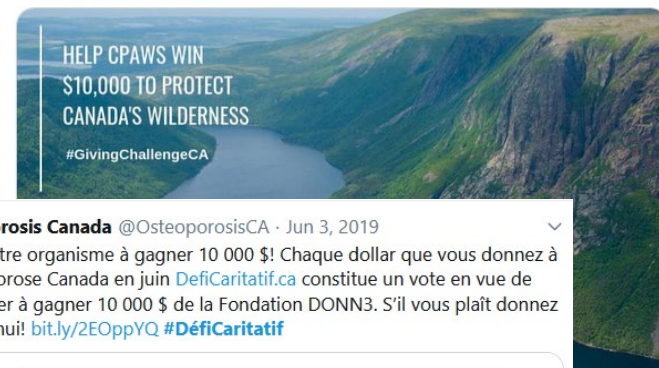 HELP CPAWS WIN
$10,000 TO PROTECT
CANADA'S WILDERNESS
#GivingChallengeCA
orosis Canada @OsteoporosisCA · Jun 3, 2019
tre organisme à gagner 10 000 $! Chaque dollar que vous donnez à
orose Canada en juin DefiCaritatif.ca constitue un vote en vue de
er à gagner 10 000 $ de la Fondation DONN3. S'il vous plaît donnez
nui! bit.ly/2EOppYQ #DéfiCaritatif